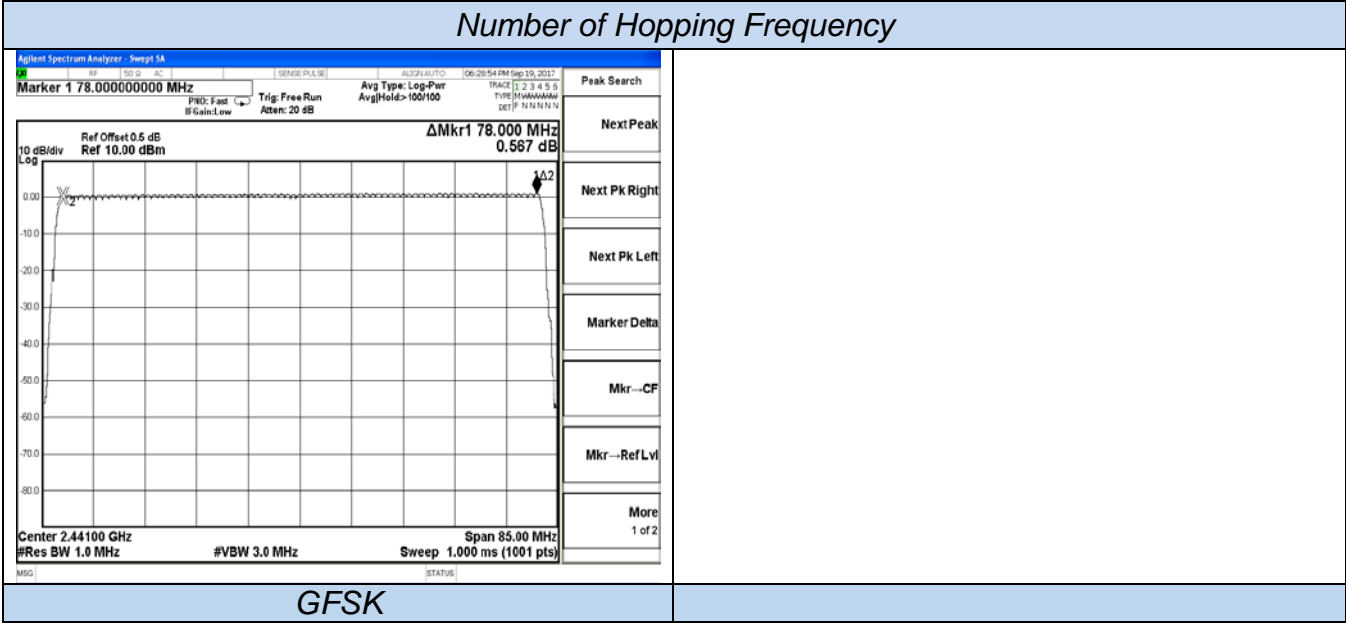 Number of Hopping Frequency
Agilent Spectrum Analyzer - Swept SA
RF 50 Ω AC SENSE:PULSE ALIGN AUTO 06:28:54 PM Sep 19, 2017
Marker 1 78.000000000 MHz
PNO: Fast
IFGain:Low
Trig: Free Run
Atten: 20 dB
Avg Type: Log-Pwr
Avg|Hold:>100/100
TRACE 1 2 3 4 5 6
TYPE
DET P N N N N N
Ref Offset 0.5 dB
10 dB/div Ref 10.00 dBm
Log
ΔMkr1 78.000 MHz
0.567 dB
1Δ2
0.00
2
-10.0
-20.0
-30.0
-40.0
-50.0
-60.0
-70.0
-80.0
Center 2.44100 GHz
Span 85.00 MHz
#Res BW 1.0 MHz
#VBW 3.0 MHz
Sweep 1.000 ms (1001 pts)
MSG
STATUS
Peak Search
Next Peak
Next Pk Right
Next Pk Left
Marker Delta
Mkr→CF
Mkr→Ref Lvl
More
1 of 2
GFSK